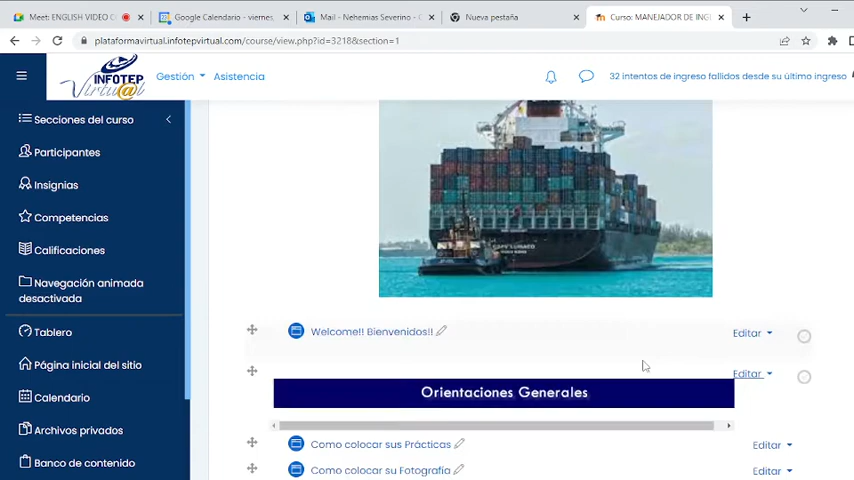 Meet: ENGLISH VIDEO C
Google Calendario - viernes,
Mail - Nehemias Severino -
Nueva pestaña
Curso: MANEJADOR DE INGL
plataformavirtual.infotepvirtual.com/course/view.php?id=3218&section=1
INFOTEP
Virtu@l
Gestión
Asistencia
32 intentos de ingreso fallidos desde su último ingreso
Secciones del curso
Participantes
Insignias
Competencias
Calificaciones
Navegación animada
desactivada
Tablero
Página inicial del sitio
Calendario
Archivos privados
Banco de contenido
Welcome!! Bienvenidos!!
Editar
Editar
Orientaciones Generales
Como colocar sus Prácticas
Editar
Como colocar su Fotografía
Editar